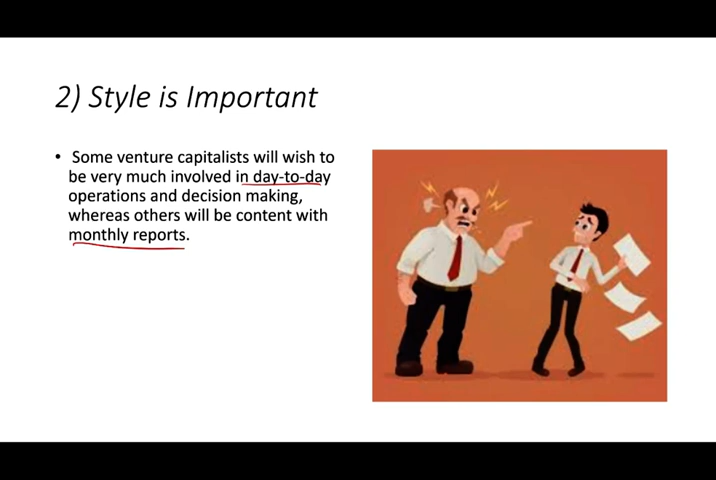 2) Style is Important
• Some venture capitalists will wish to
be very much involved in day-to-day
operations and decision making,
whereas others will be content with
monthly reports.